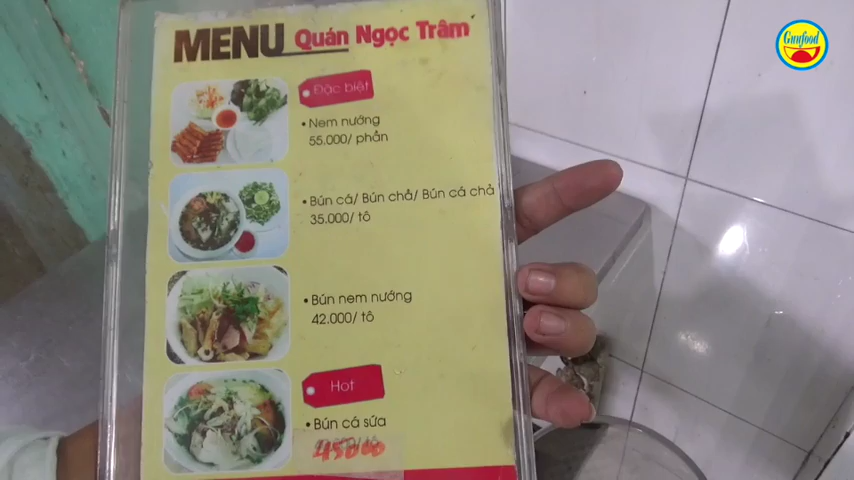 MENU Quán Ngọc Trâm
Gunfood
Đặc biệt
• Nem nướng
55.000/ phần
• Bún cá/ Bún chả/ Bún cá chả
35.000/ tô
• Bún nem nướng
42.000/ tô
Hot
• Bún cá sứa
45000